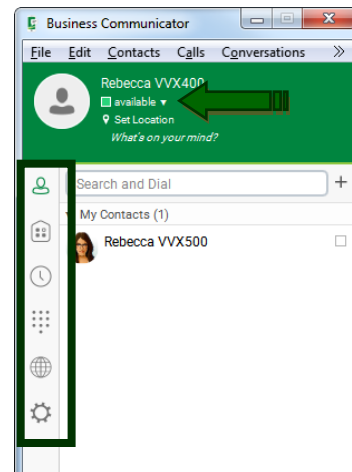 Business Communicator
File Edit Contacts Calls Conversations »
Rebecca VVX400
available ▾
Set Location
What's on your mind?
Search and Dial
My Contacts (1)
Rebecca VVX500